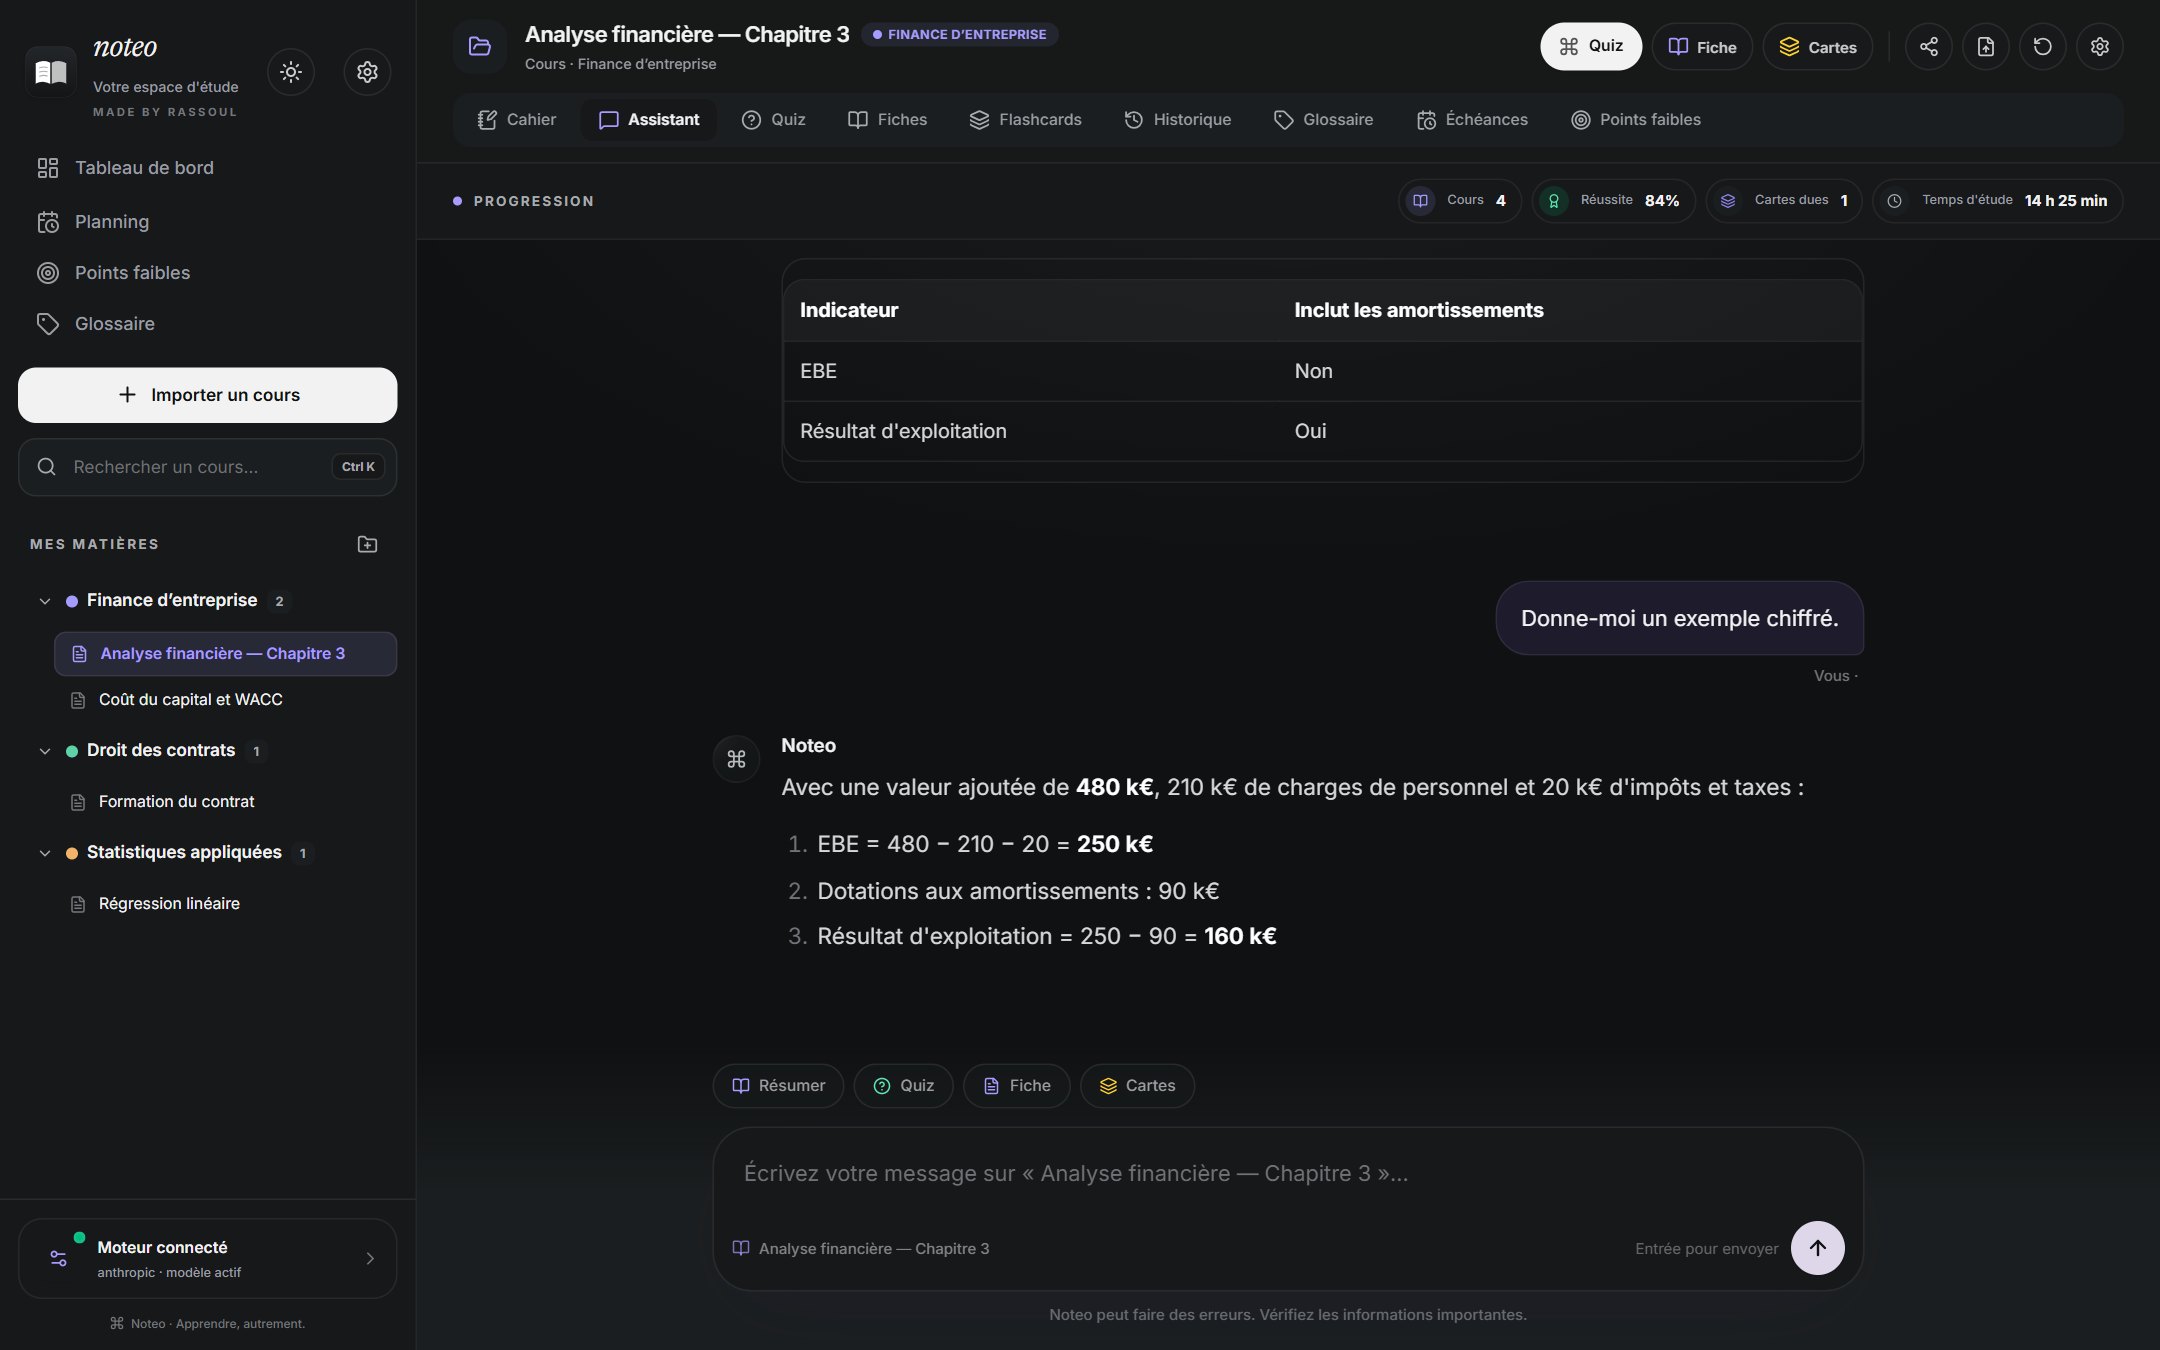 noteo
Votre espace d'étude
MADE BY RASSOUL
Tableau de bord
Planning
Points faibles
Glossaire
Importer un cours
Rechercher un cours...
Ctrl K
MES MATIÈRES
Finance d’entreprise 2
Analyse financière — Chapitre 3
Coût du capital et WACC
Droit des contrats 1
Formation du contrat
Statistiques appliquées 1
Régression linéaire
Moteur connecté
anthropic · modèle actif
Noteo · Apprendre, autrement.
Analyse financière — Chapitre 3
FINANCE D’ENTREPRISE
Cours · Finance d’entreprise
Quiz
Fiche
Cartes
Cahier
Assistant
Quiz
Fiches
Flashcards
Historique
Glossaire
Échéances
Points faibles
PROGRESSION
Cours 4
Réussite 84%
Cartes dues 1
Temps d'étude 14 h 25 min
Indicateur Inclut les amortissements
EBE Non
Résultat d'exploitation Oui
Donne-moi un exemple chiffré.
Vous ·
Noteo
Avec une valeur ajoutée de 480 k€, 210 k€ de charges de personnel et 20 k€ d'impôts et taxes :
1. EBE = 480 − 210 − 20 = 250 k€
2. Dotations aux amortissements : 90 k€
3. Résultat d'exploitation = 250 − 90 = 160 k€
Résumer
Quiz
Fiche
Cartes
Écrivez votre message sur « Analyse financière — Chapitre 3 »...
Analyse financière — Chapitre 3
Entrée pour envoyer
Noteo peut faire des erreurs. Vérifiez les informations importantes.